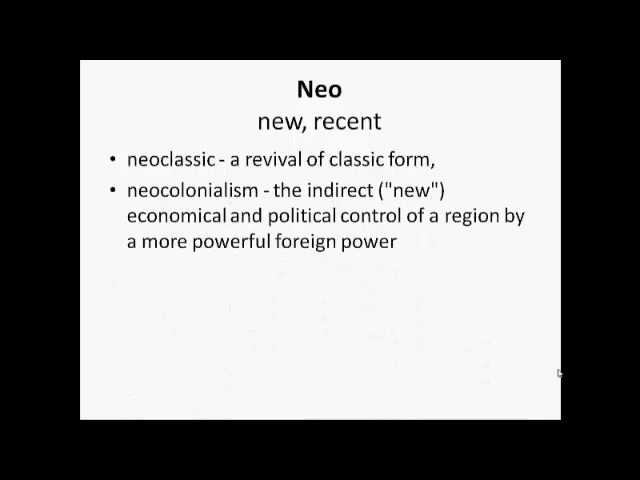 Neo
new, recent
• neoclassic - a revival of classic form,
• neocolonialism - the indirect ("new")
economical and political control of a region by
a more powerful foreign power